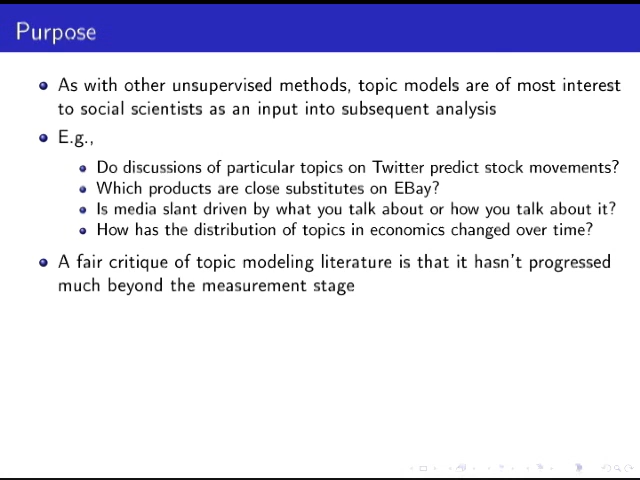 Purpose
As with other unsupervised methods, topic models are of most interest
to social scientists as an input into subsequent analysis
E.g.,
Do discussions of particular topics on Twitter predict stock movements?
Which products are close substitutes on EBay?
Is media slant driven by what you talk about or how you talk about it?
How has the distribution of topics in economics changed over time?
A fair critique of topic modeling literature is that it hasn't progressed
much beyond the measurement stage